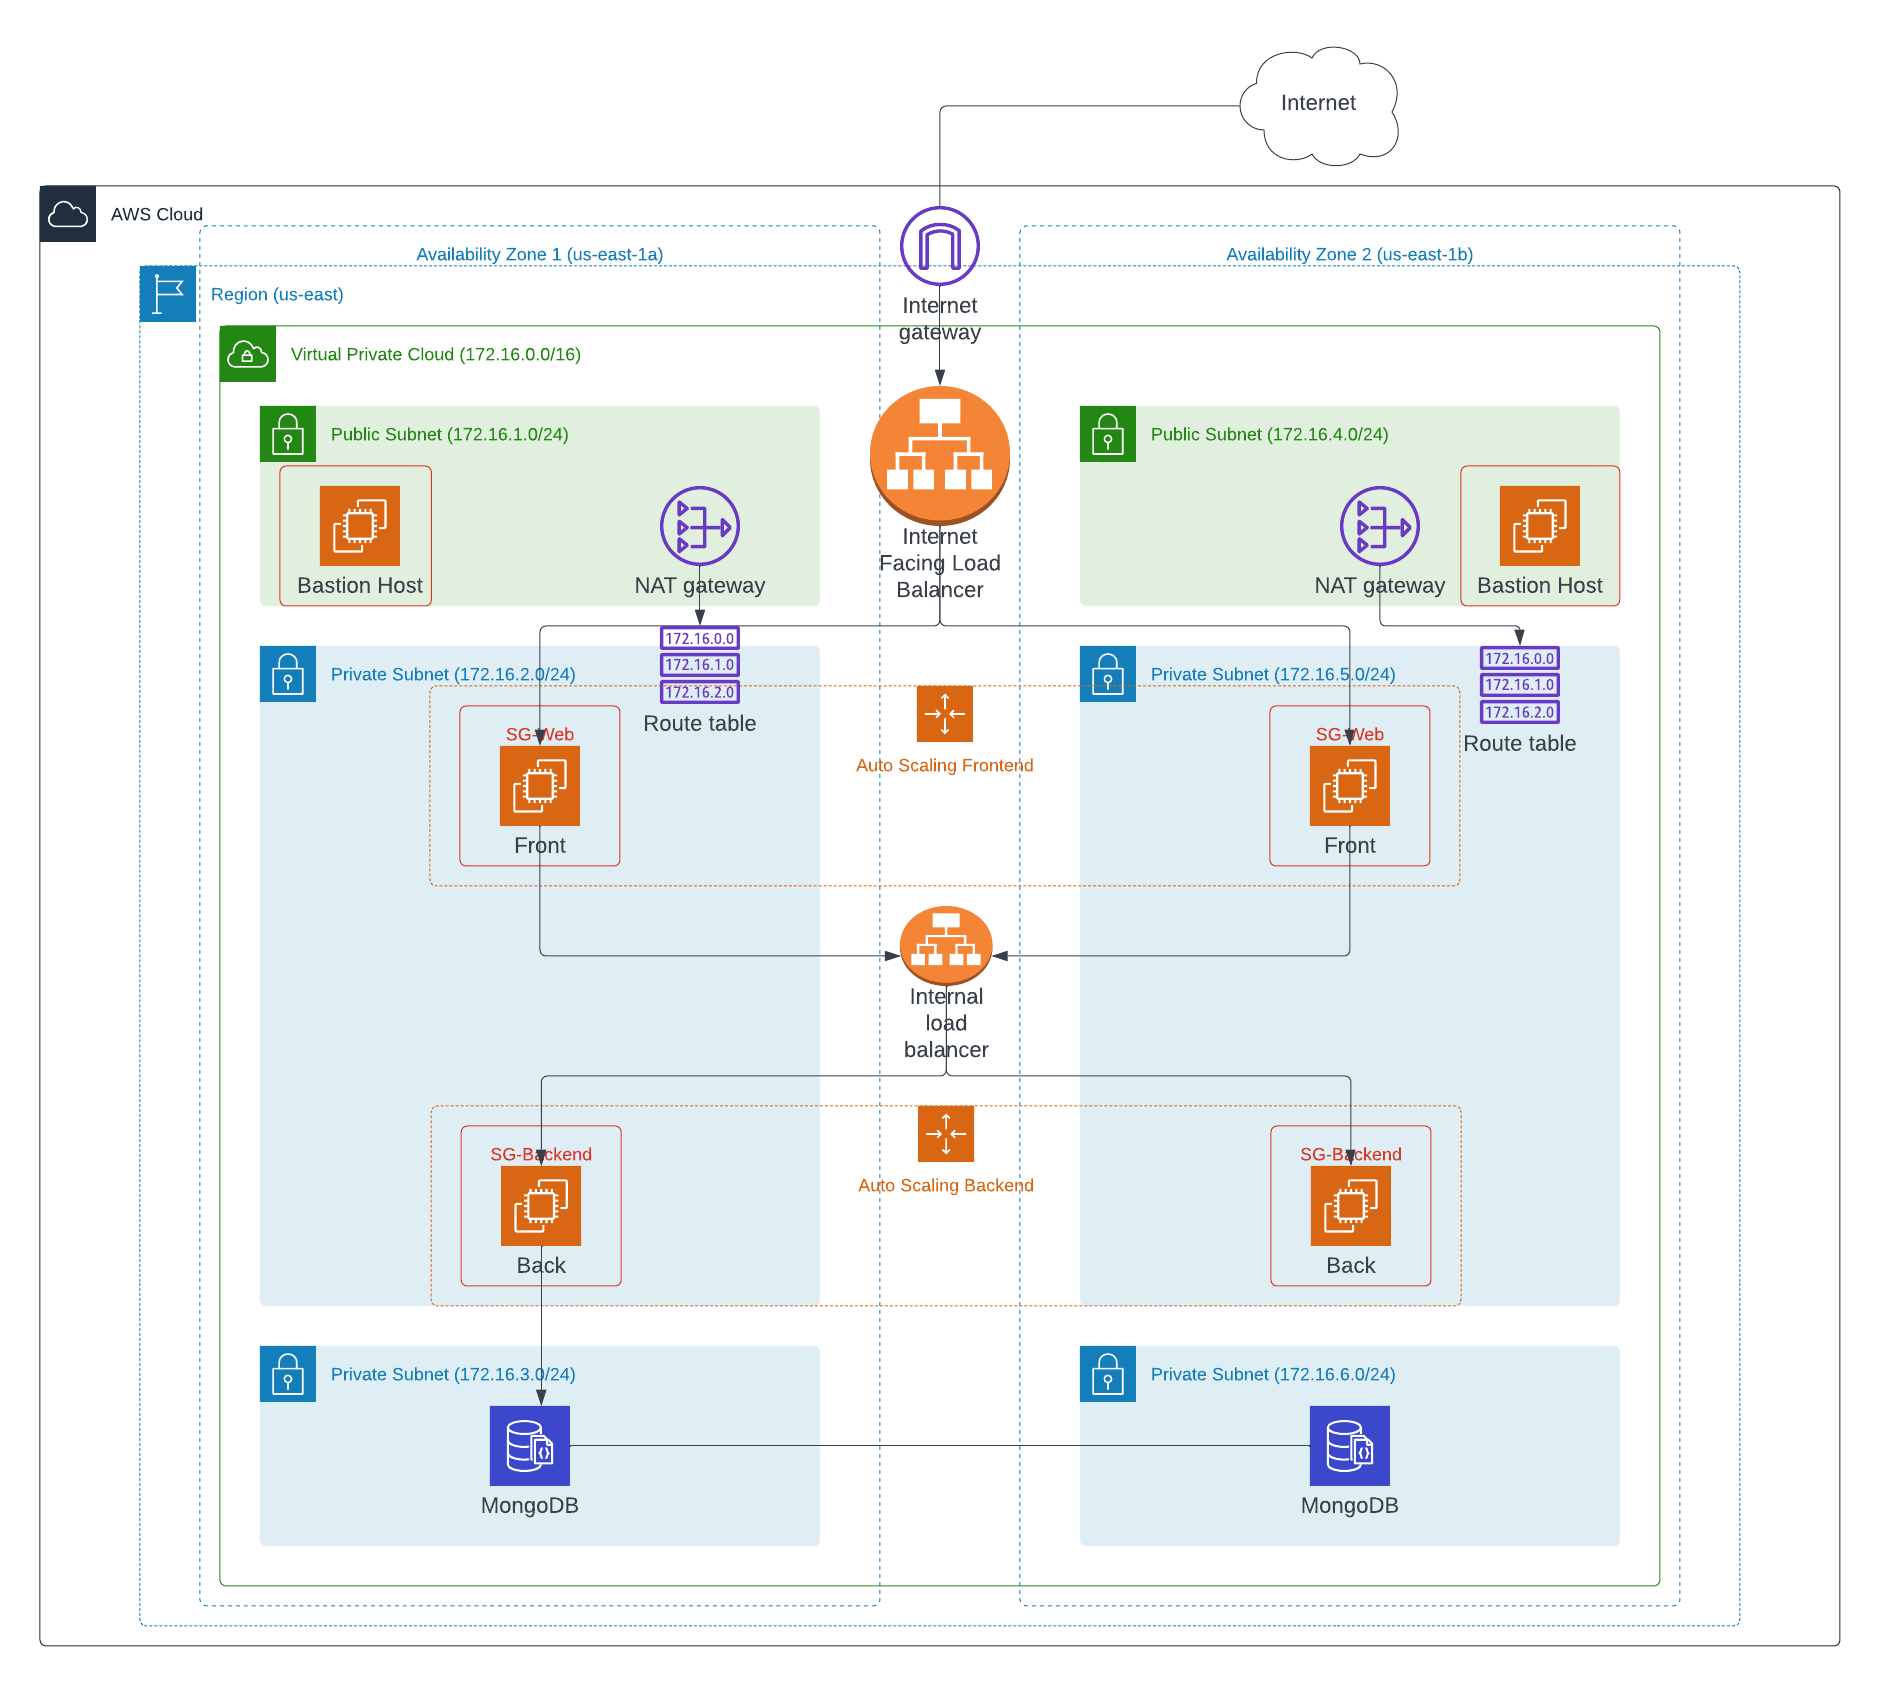 Internet
AWS Cloud
Availability Zone 1 (us-east-1a)
Availability Zone 2 (us-east-1b)
Region (us-east)
Internet
gateway
Virtual Private Cloud (172.16.0.0/16)
Public Subnet (172.16.1.0/24)
Public Subnet (172.16.4.0/24)
Bastion Host
NAT gateway
Internet
Facing Load
Balancer
NAT gateway
Bastion Host
172.16.0.0
172.16.1.0
172.16.2.0
Route table
172.16.0.0
172.16.1.0
172.16.2.0
Route table
Private Subnet (172.16.2.0/24)
Private Subnet (172.16.5.0/24)
SG-Web
Front
Auto Scaling Frontend
SG-Web
Front
Internal
load
balancer
SG-Backend
Back
Auto Scaling Backend
SG-Backend
Back
Private Subnet (172.16.3.0/24)
Private Subnet (172.16.6.0/24)
MongoDB
MongoDB